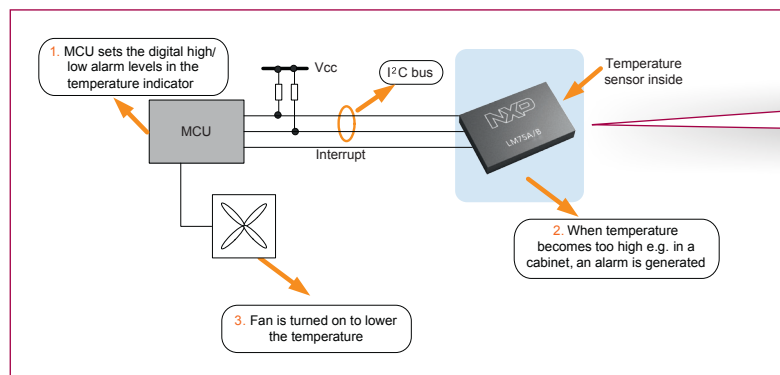 1. MCU sets the digital high/
low alarm levels in the
temperature indicator
Vcc
I²C bus
Temperature
sensor inside
MCU
NXP
LM75A/B
Interrupt
2. When temperature
becomes too high e.g. in a
cabinet, an alarm is generated
3. Fan is turned on to lower
the temperature